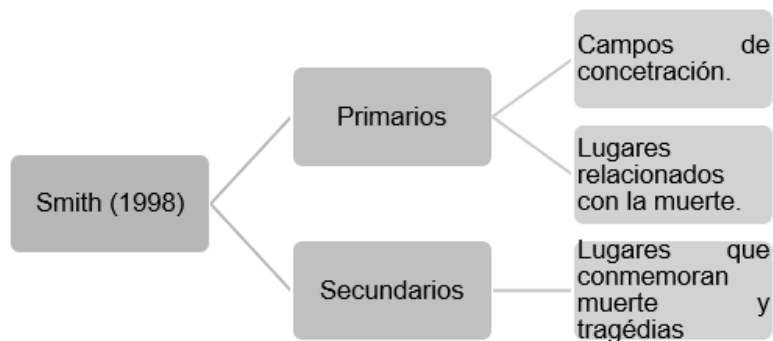 Smith (1998)
Primarios
Campos de
concetración.
Lugares
relacionados
con la muerte.
Secundarios
Lugares que
conmemoran
muerte y
tragédias